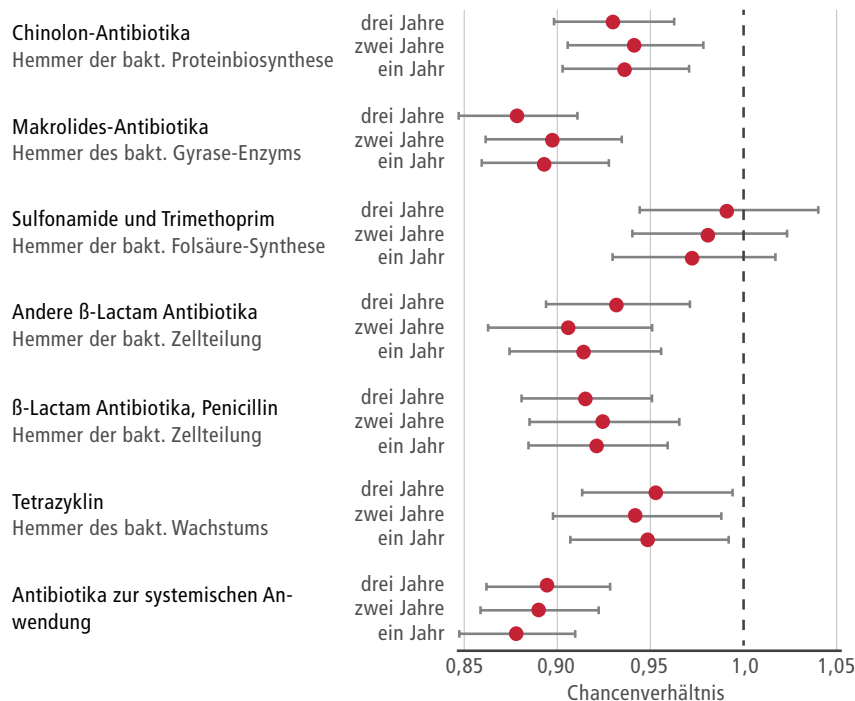 Chinolon-Antibiotika
Hemmer der bakt. Proteinbiosynthese
drei Jahre
zwei Jahre
ein Jahr
Makrolides-Antibiotika
Hemmer des bakt. Gyrase-Enzyms
drei Jahre
zwei Jahre
ein Jahr
Sulfonamide und Trimethoprim
Hemmer der bakt. Folsäure-Synthese
drei Jahre
zwei Jahre
ein Jahr
Andere ß-Lactam Antibiotika
Hemmer der bakt. Zellteilung
drei Jahre
zwei Jahre
ein Jahr
ß-Lactam Antibiotika, Penicillin
Hemmer der bakt. Zellteilung
drei Jahre
zwei Jahre
ein Jahr
Tetrazyklin
Hemmer des bakt. Wachstums
drei Jahre
zwei Jahre
ein Jahr
Antibiotika zur systemischen An-
wendung
drei Jahre
zwei Jahre
ein Jahr
0,85 0,90 0,95 1,0 1,05
Chancenverhältnis